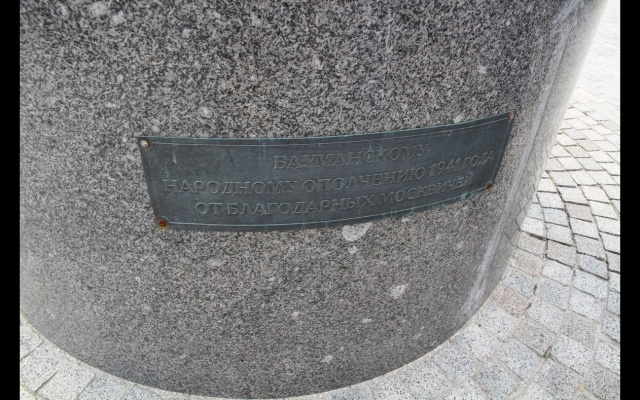 БАУМАНСКОМУ
НАРОДНОМУ ОПОЛЧЕНИЮ 1941 ГОДА
ОТ БЛАГОДАРНЫХ МОСКВИЧЕЙ